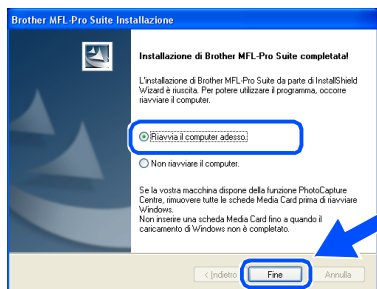 Brother MFL-Pro Suite Installazione
Installazione di Brother MFL-Pro Suite completata!
L'installazione di Brother MFL-Pro Suite da parte di InstallShield
Wizard è riuscita. Per potere utilizzare il programma, occorre
riavviare il computer.
Riavvia il computer adesso.
Non riavviare il computer.
Se la vostra macchina dispone della funzione PhotoCapture
Centre, rimuovere tutte le schede Media Card prima di riavviare
Windows.
Non inserire una scheda Media Card fino a quando il
caricamento di Windows non è completato.
< Indietro
Fine
Annulla